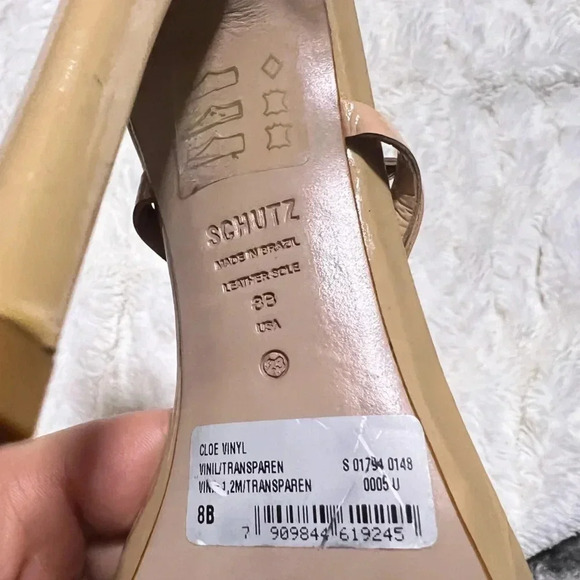 SCHUTZ
MADE IN BRAZIL
LEATHER SOLE
8B
USA
CLOE VINYL
VINIL/TRANSPAREN S 01794 0148
1,2M/TRANSPAREN 0005 U
8B
7 909844 619245